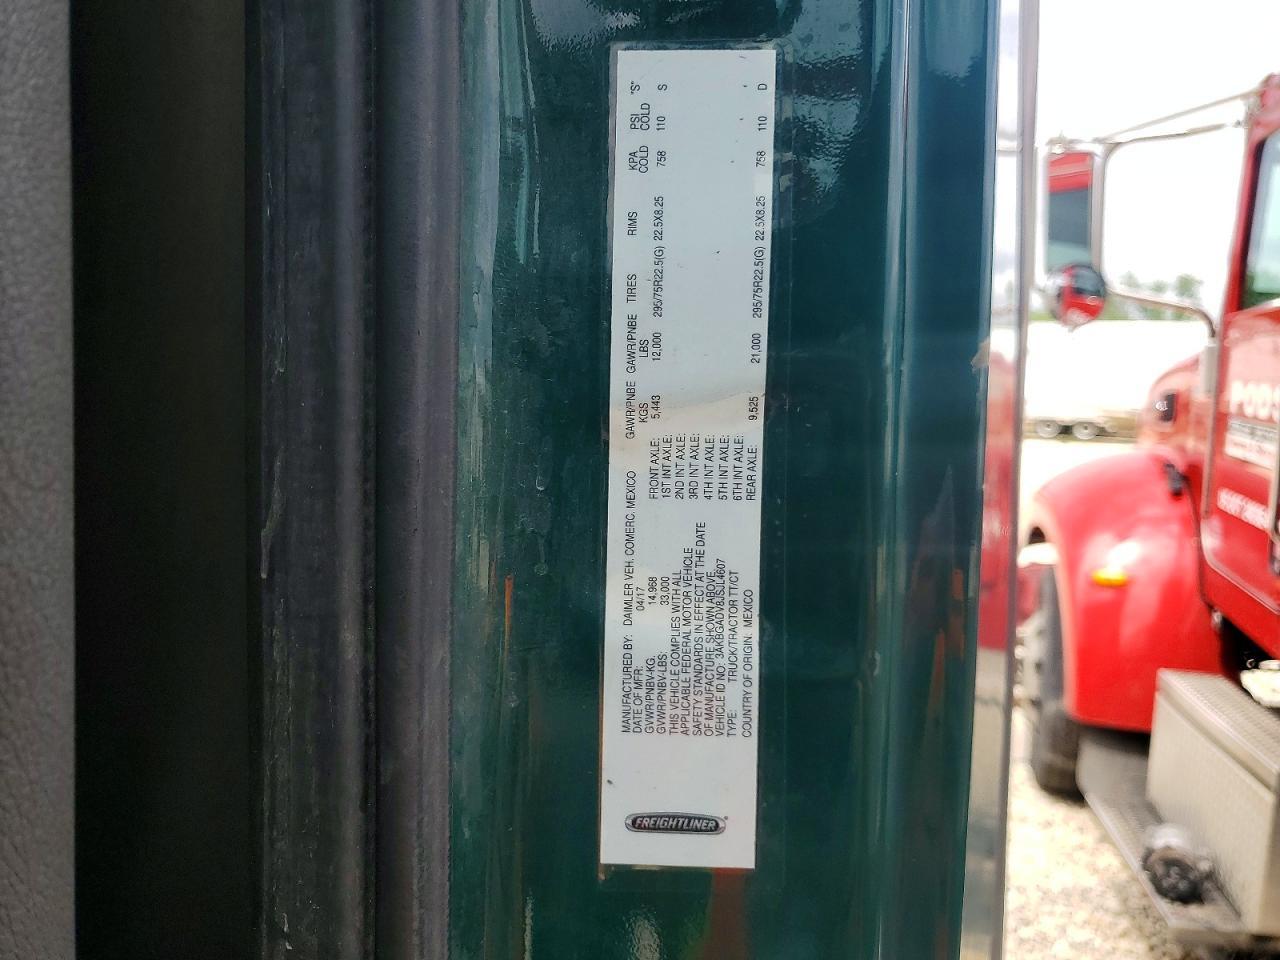 FREIGHTLINER
MANUFACTURED BY: DAIMLER VEH. COMERC. MEXICO
DATE OF MFR: 04/17
GVWR/PNBV-KG. 14,968
GVWR/PNBV-LBS: 33,000
THIS VEHICLE COMPLIES WITH ALL
APPLICABLE FEDERAL MOTOR VEHICLE
SAFETY STANDARDS IN EFFECT AT THE DATE
OF MANUFACTURE SHOWN ABOVE.
VEHICLE ID NO: 3AKBGADV8JSJL4607
TYPE: TRUCK/TRACTOR TT/CT
COUNTRY OF ORIGIN: MEXICO
GAWR/PNBE KGS GAWR/PNBE LBS TIRES RIMS KPA COLD PSI COLD "S"
FRONT AXLE: 5,443 12,000 295/75R22.5(G) 22.5X8.25 758 110 S
1ST INT AXLE:
2ND INT AXLE:
3RD INT AXLE:
4TH INT AXLE:
5TH INT AXLE:
6TH INT AXLE:
REAR AXLE: 9,525 21,000 295/75R22.5(G) 22.5X8.25 758 110 D